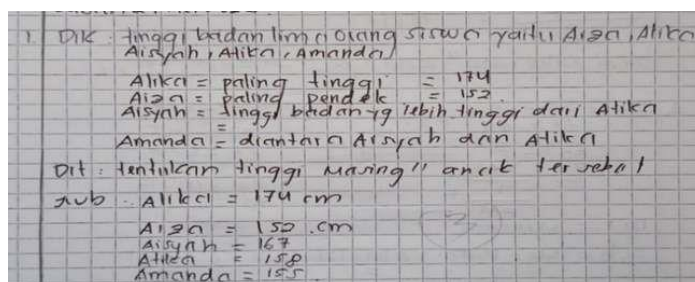 1. Dik : tinggi badan lima orang siswa yaitu Aiza, Alika
Aisyah, Atika, Amanda
Alika = paling tinggi = 174
Aiza = paling pendek = 152
Aisyah = tinggi badan yg lebih tinggi dari Atika
=
Amanda = diantara Aisyah dan Atika
Dit : tentukan tinggi masing" anak tersebut
Jwb : Alika = 174 cm
Aiza = 152 .cm
Aisyah = 167
Atika = 158
Amanda = 155